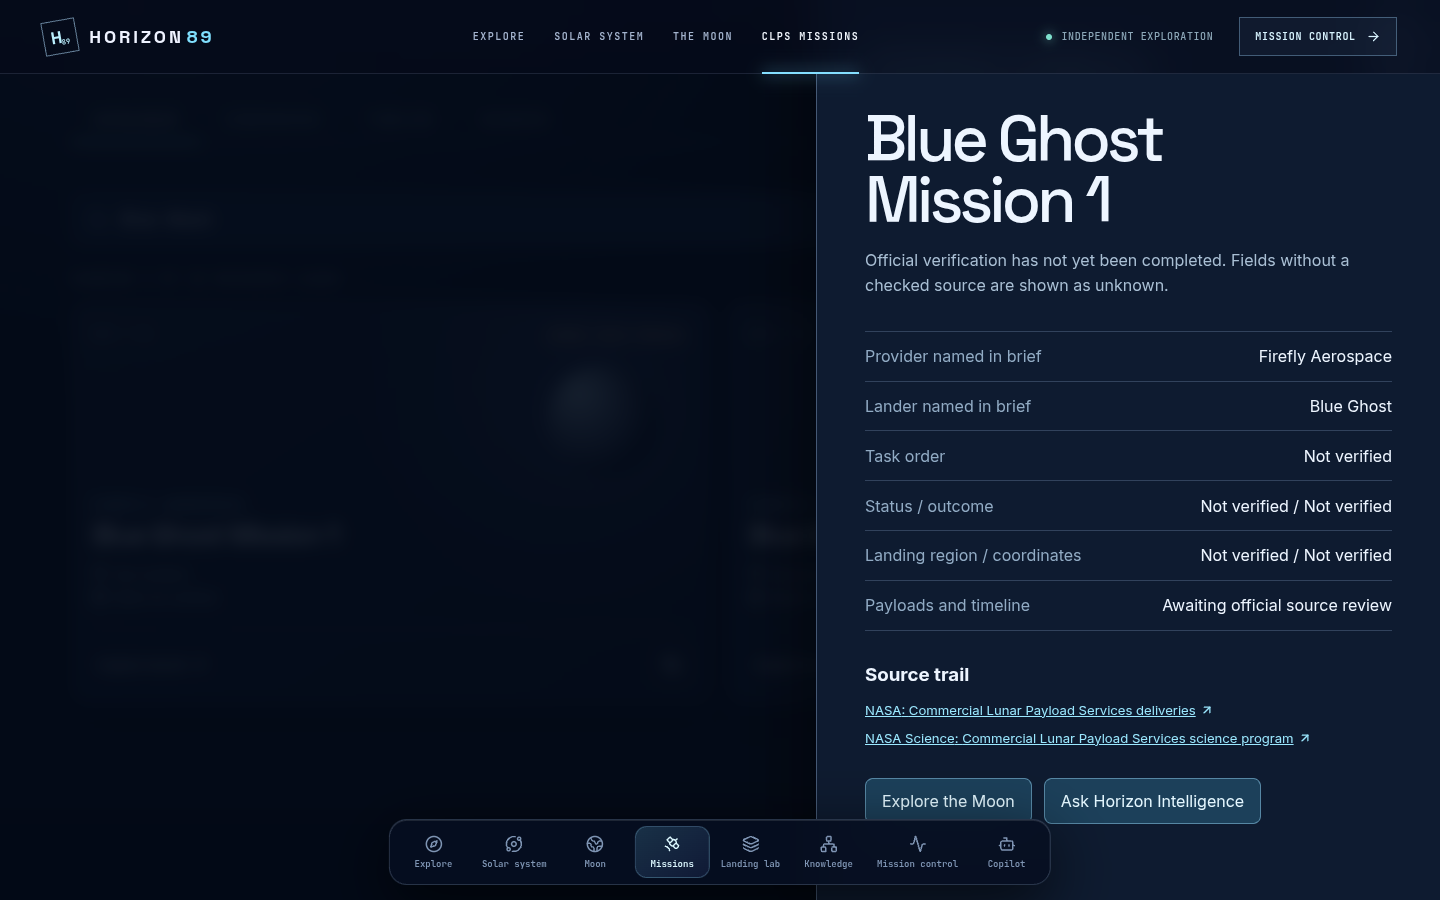 H89 HORIZON 89
EXPLORE SOLAR SYSTEM THE MOON CLPS MISSIONS
INDEPENDENT EXPLORATION
MISSION CONTROL
Blue Ghost
Mission 1
Official verification has not yet been completed. Fields without a
checked source are shown as unknown.
Provider named in brief Firefly Aerospace
Lander named in brief Blue Ghost
Task order Not verified
Status / outcome Not verified / Not verified
Landing region / coordinates Not verified / Not verified
Payloads and timeline Awaiting official source review
Source trail
NASA: Commercial Lunar Payload Services deliveries
NASA Science: Commercial Lunar Payload Services science program
Explore the Moon Ask Horizon Intelligence
Explore Solar system Moon Missions Landing lab Knowledge Mission control Copilot